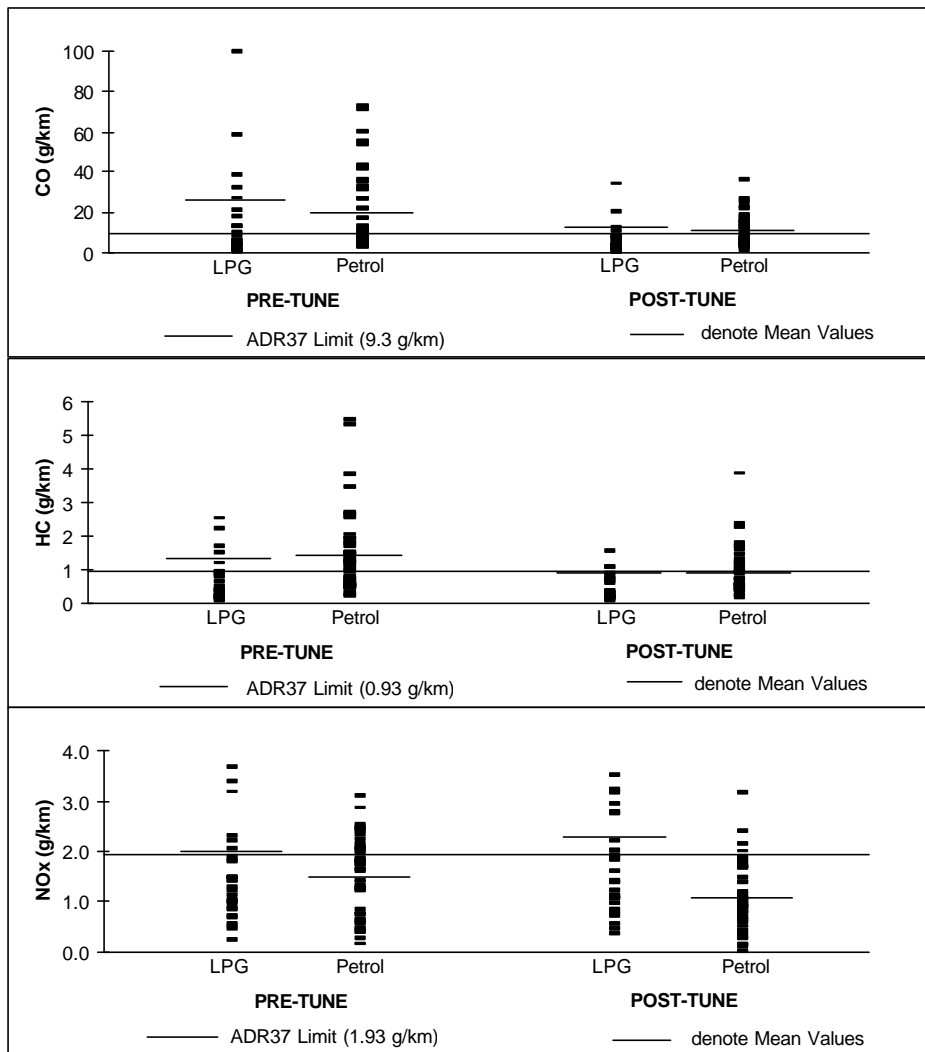 100
80
60
40
20
0
CO (g/km)
LPG Petrol LPG Petrol
PRE-TUNE POST-TUNE
ADR37 Limit (9.3 g/km) denote Mean Values
6
5
4
3
2
1
0
HC (g/km)
LPG Petrol LPG Petrol
PRE-TUNE POST-TUNE
ADR37 Limit (0.93 g/km) denote Mean Values
4.0
3.0
2.0
1.0
0.0
NOx (g/km)
LPG Petrol LPG Petrol
PRE-TUNE POST-TUNE
ADR37 Limit (1.93 g/km) denote Mean Values